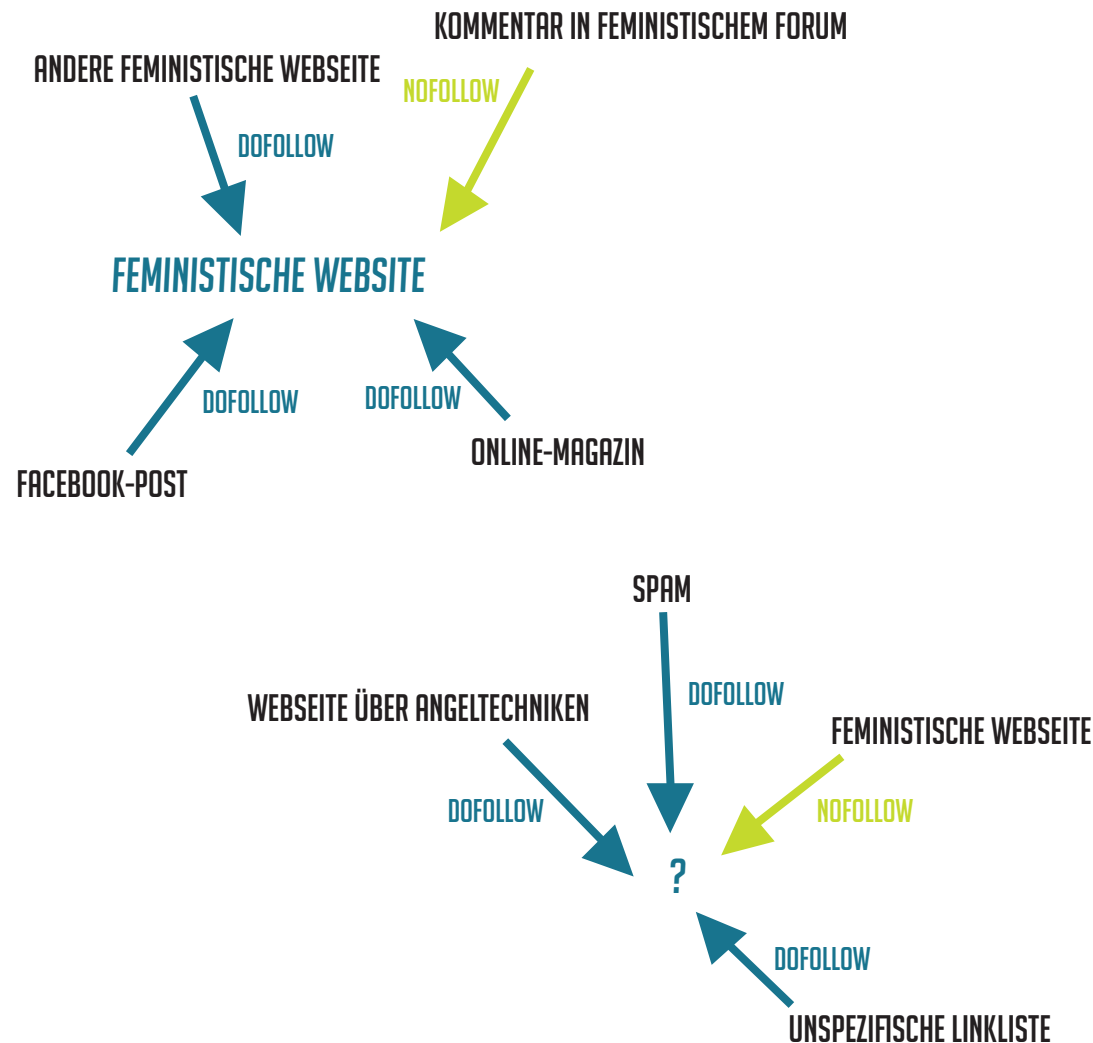 KOMMENTAR IN FEMINISTISCHEM FORUM
ANDERE FEMINISTISCHE WEBSEITE
NOFOLLOW
DOFOLLOW
FEMINISTISCHE WEBSITE
DOFOLLOW
DOFOLLOW
ONLINE-MAGAZIN
FACEBOOK-POST
SPAM
DOFOLLOW
WEBSEITE ÜBER ANGELTECHNIKEN
FEMINISTISCHE WEBSEITE
DOFOLLOW
NOFOLLOW
?
DOFOLLOW
UNSPEZIFISCHE LINKLISTE